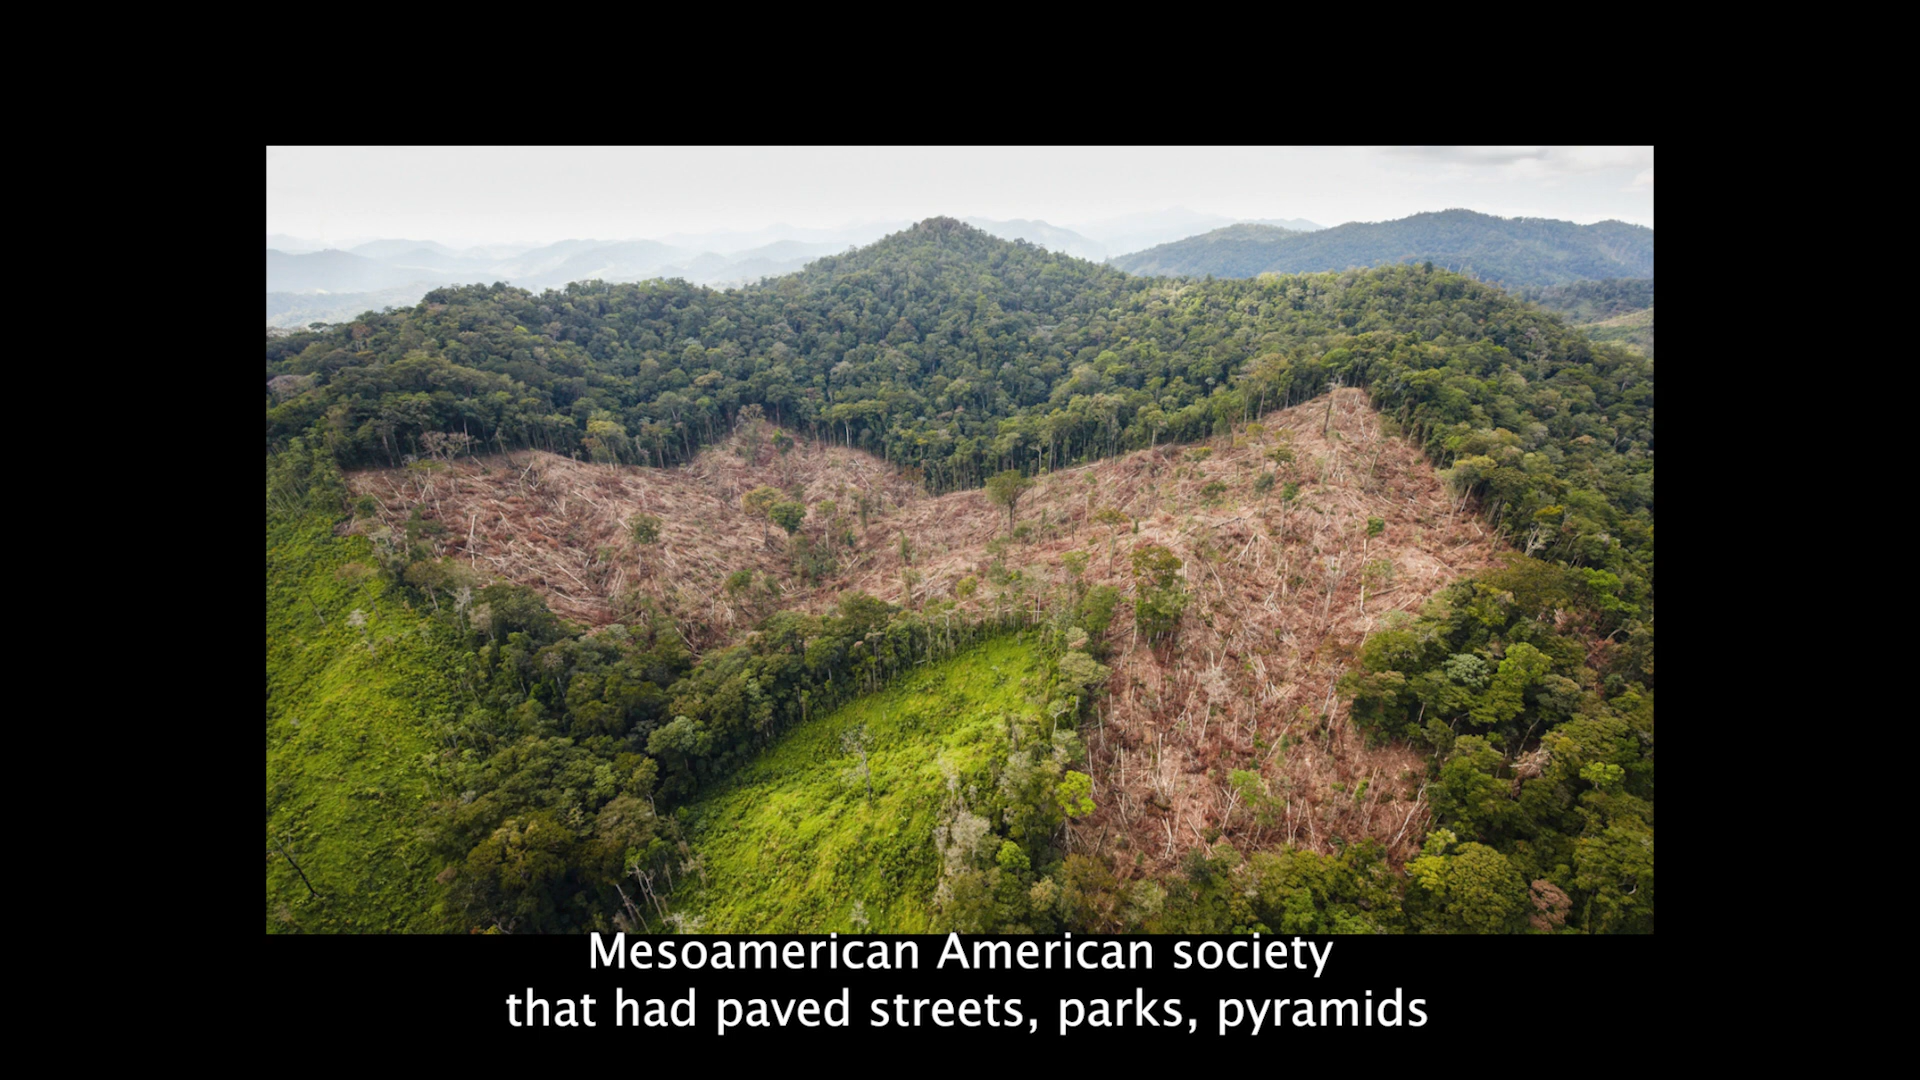 Mesoamerican American society
that had paved streets, parks, pyramids